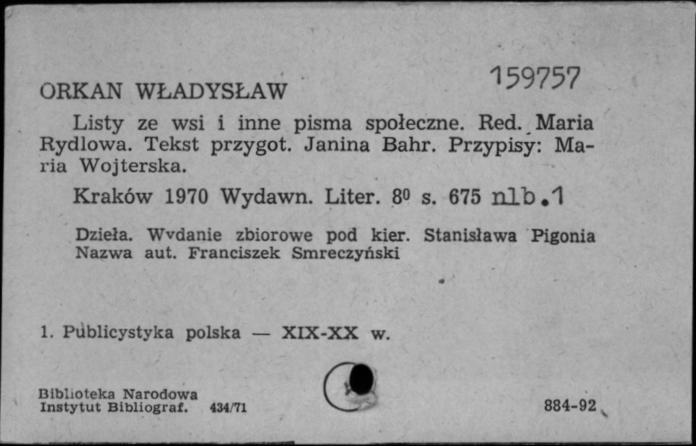 159757
ORKAN WŁADYSŁAW
Listy ze wsi i inne pisma społeczne. Red. Maria
Rydlowa. Tekst przygot. Janina Bahr. Przypisy: Ma-
ria Wojterska.
Kraków 1970 Wydawn. Liter. 8⁰ s. 675 nlb.1
Dzieła. Wydanie zbiorowe pod kier. Stanisława Pigonia
Nazwa aut. Franciszek Smreczyński
1. Publicystyka polska — XIX-XX w.
Biblioteka Narodowa
Instytut Bibliograf. 434/71
884-92